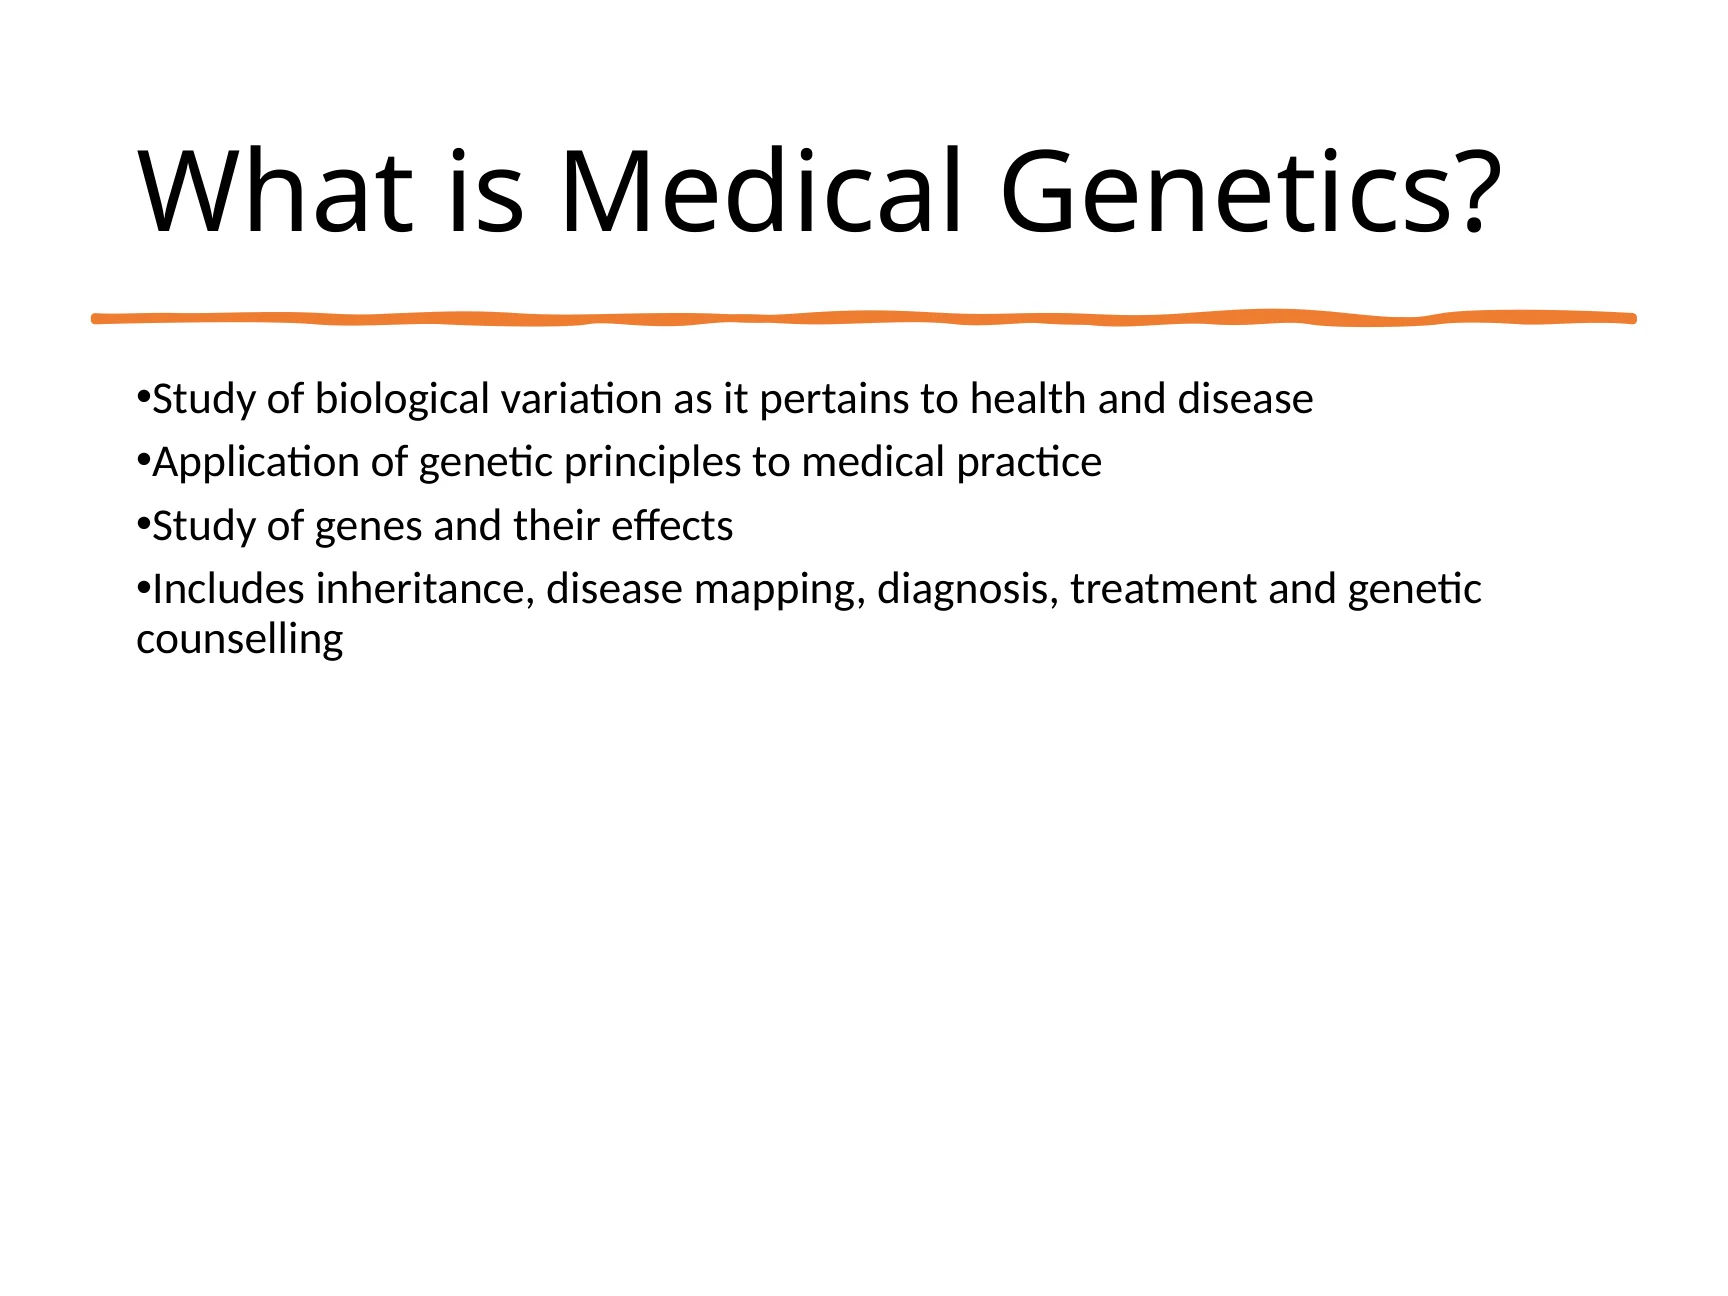 What is Medical Genetics?
•Study of biological variation as it pertains to health and disease
•Application of genetic principles to medical practice
•Study of genes and their effects
•Includes inheritance, disease mapping, diagnosis, treatment and genetic
counselling